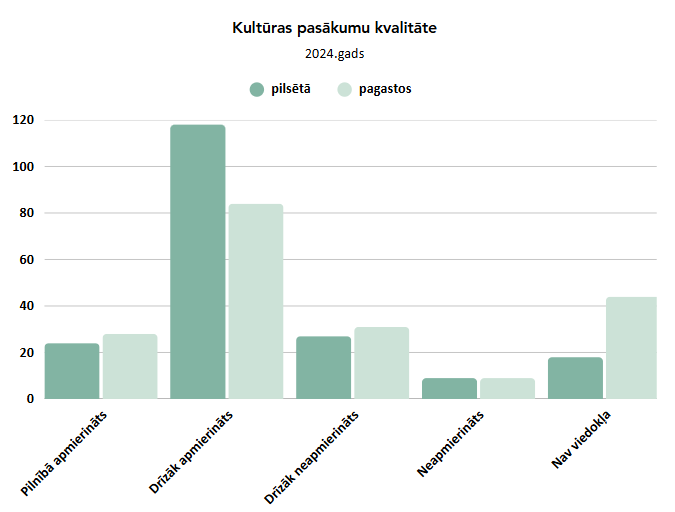 Kultūras pasākumu kvalitāte
2024.gads
pilsētā pagastos
120
100
80
60
40
20
0
Pilnībā apmierināts
Drīzāk apmierināts
Drīzāk neapmierināts
Neapmierināts
Nav viedokļa